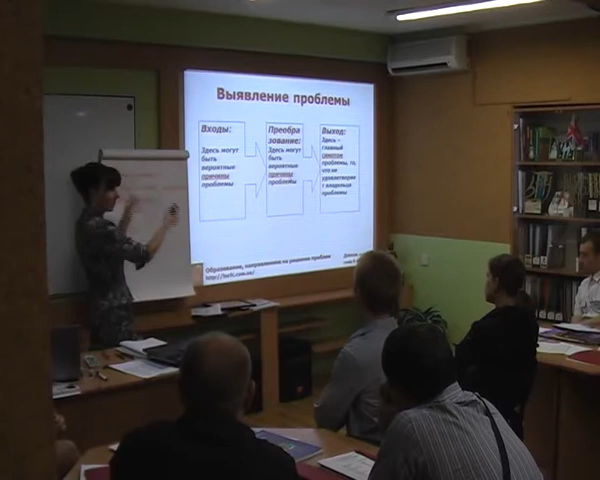 Выявление проблемы
Входы:
Здесь могут
быть
вероятные
причины
проблемы
Преобра
зование:
Здесь могут
быть
вероятные
причины
проблемы
Выход:
Здесь –
главный
симптом
проблемы, то,
что не
удовлетворяе
т владельца
проблемы
Образование, направленное на решение проблем